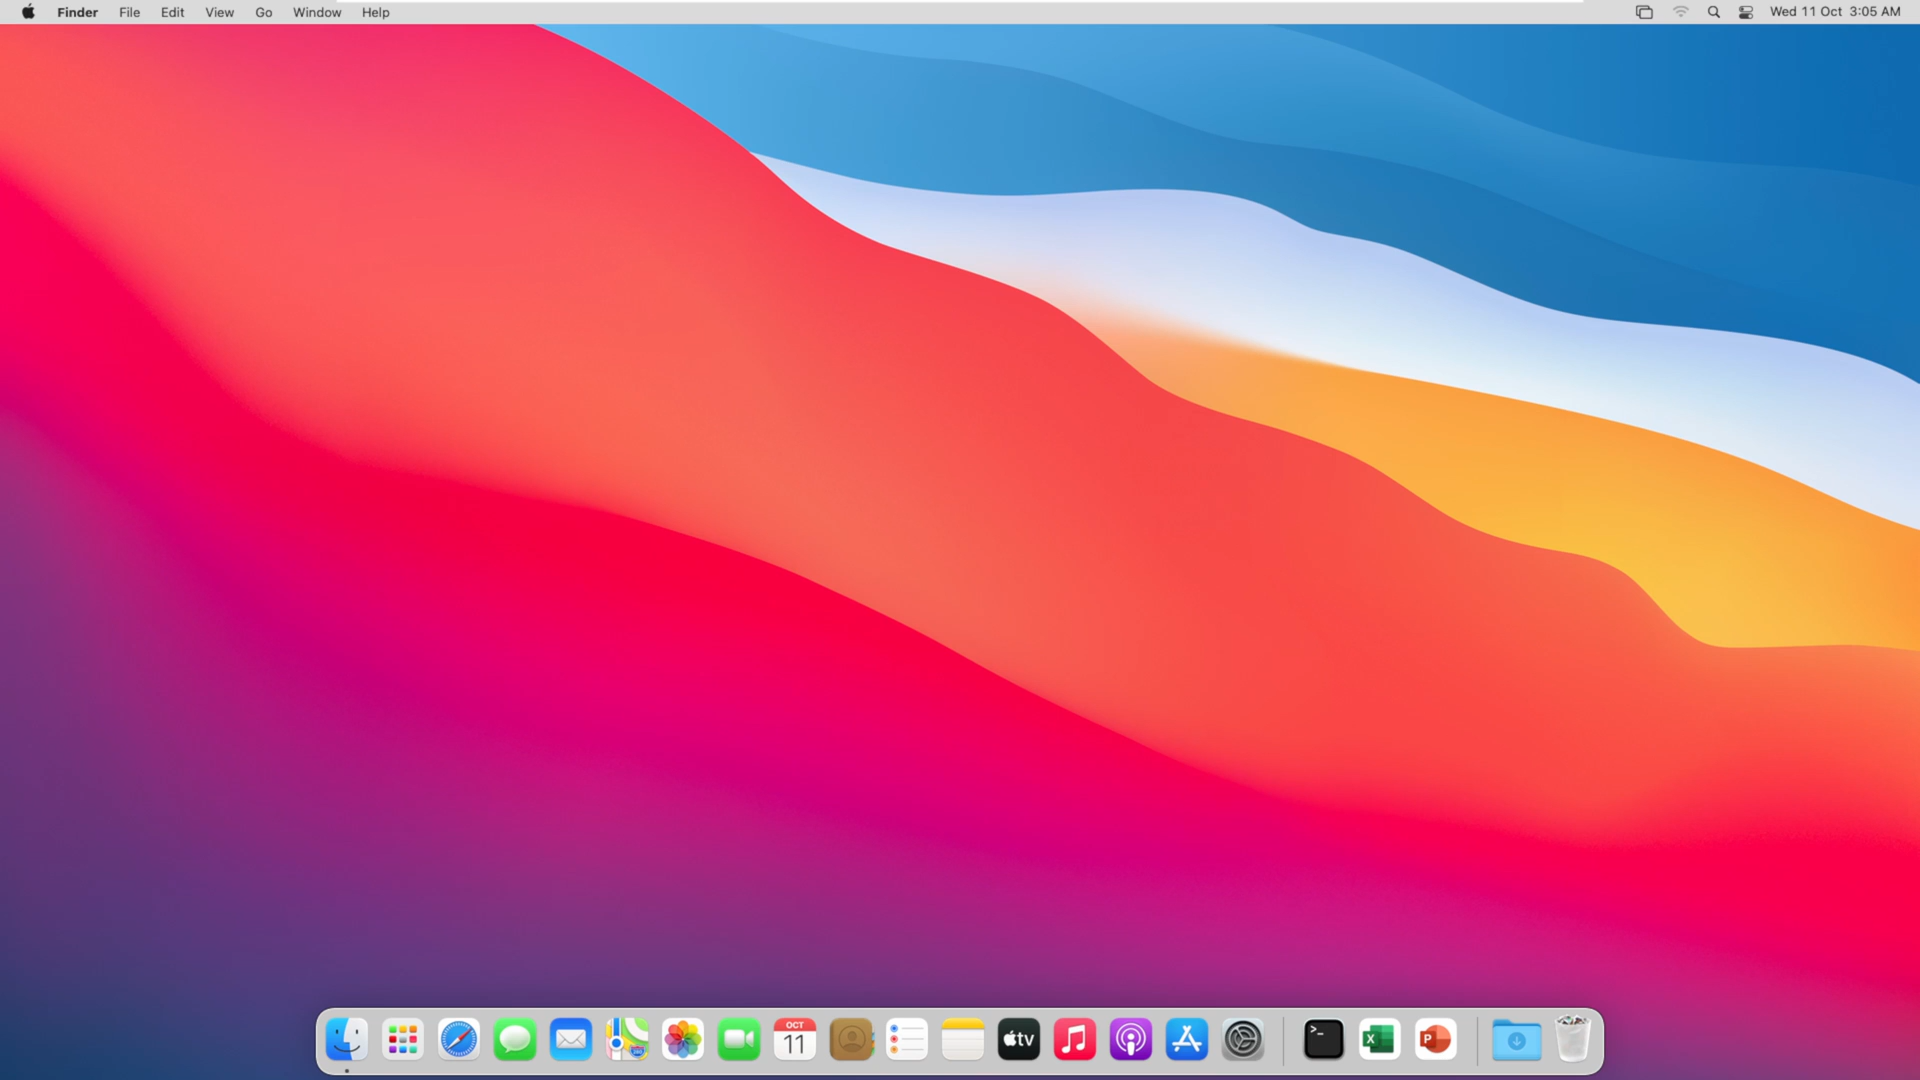 Finder File Edit View Go Window Help Wed 11 Oct 3:05 AM
OCT
11
tv
>_
X
P